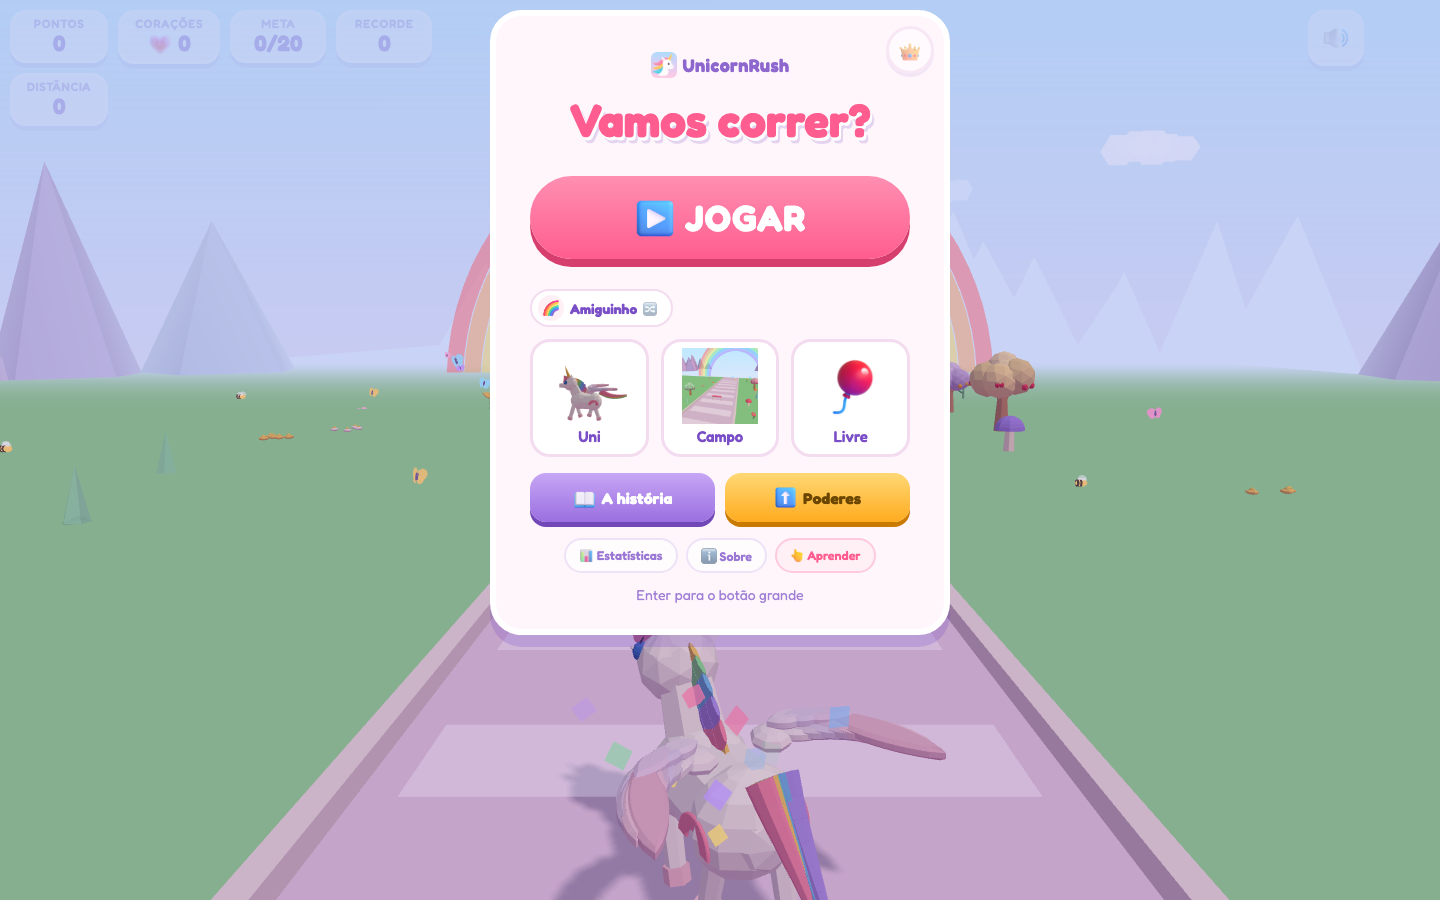 PONTOS
0
CORAÇÕES
0
META
0/20
RECORDE
0
DISTÂNCIA
0
UnicornRush
Vamos correr?
JOGAR
Amiguinho
Uni
Campo
Livre
A história
Poderes
Estatísticas
Sobre
Aprender
Enter para o botão grande